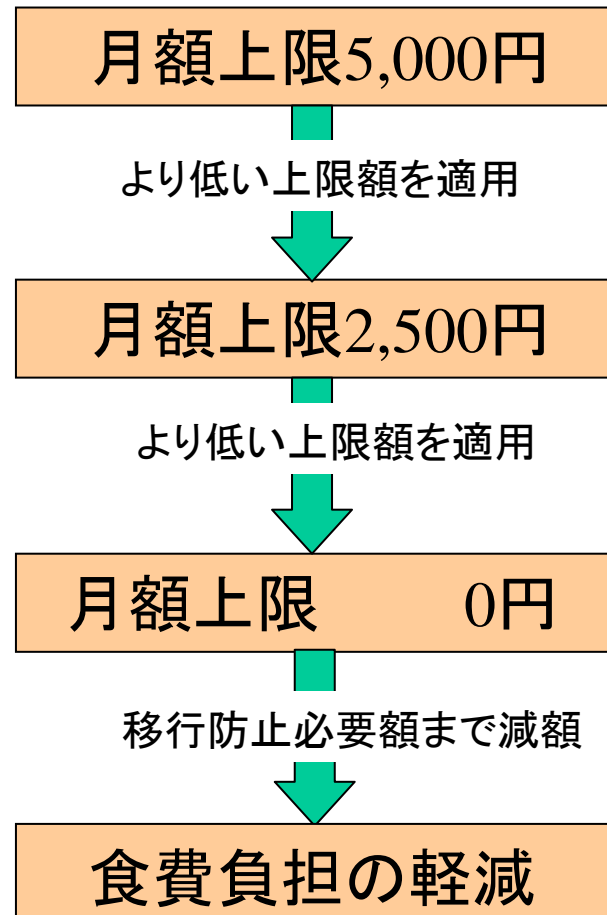 月額上限5,000円
より低い上限額を適用
月額上限2,500円
より低い上限額を適用
月額上限　　0円
移行防止必要額まで減額
食費負担の軽減